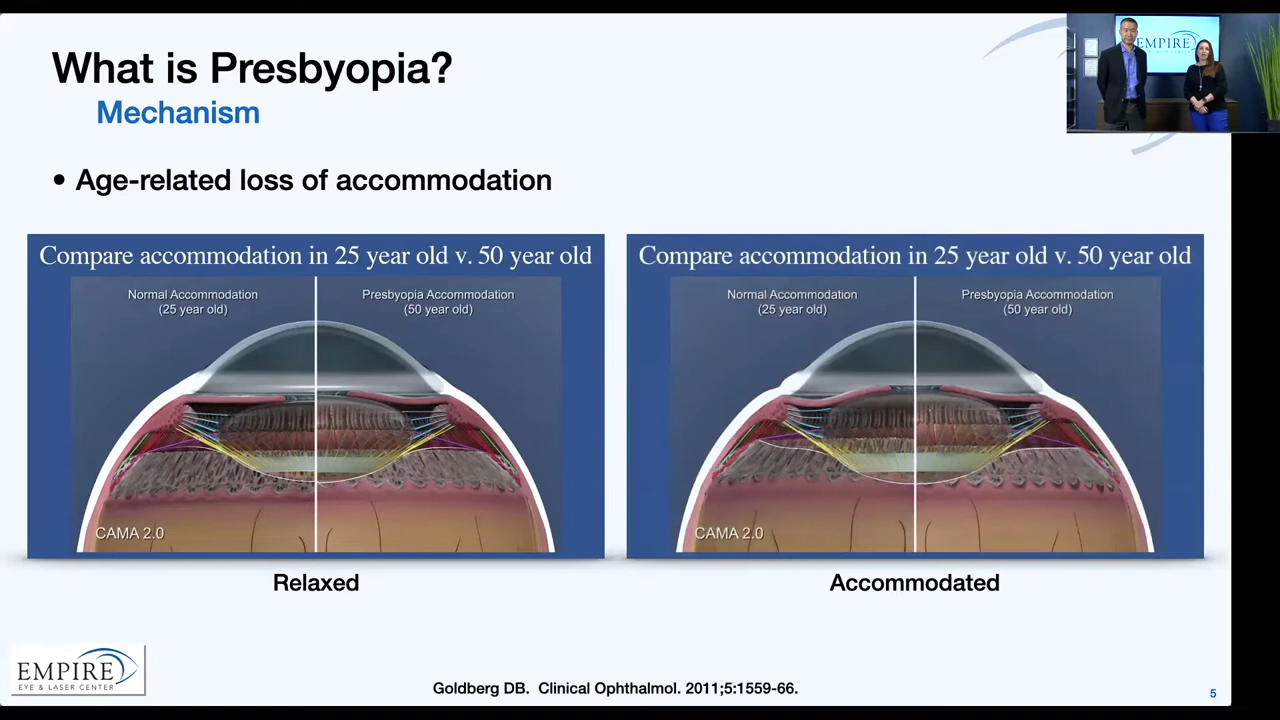 What is Presbyopia?
Mechanism
EMPIRE
• Age-related loss of accommodation
Compare accommodation in 25 year old v. 50 year old
Normal Accommodation
(25 year old)
Presbyopia Accommodation
(50 year old)
CAMA 2.0
Relaxed
Compare accommodation in 25 year old v. 50 year old
Normal Accommodation
(25 year old)
Presbyopia Accommodation
(50 year old)
CAMA 2.0
Accommodated
EMPIRE
EYE & LASER CENTER
Goldberg DB. Clinical Ophthalmol. 2011;5:1559-66.
5